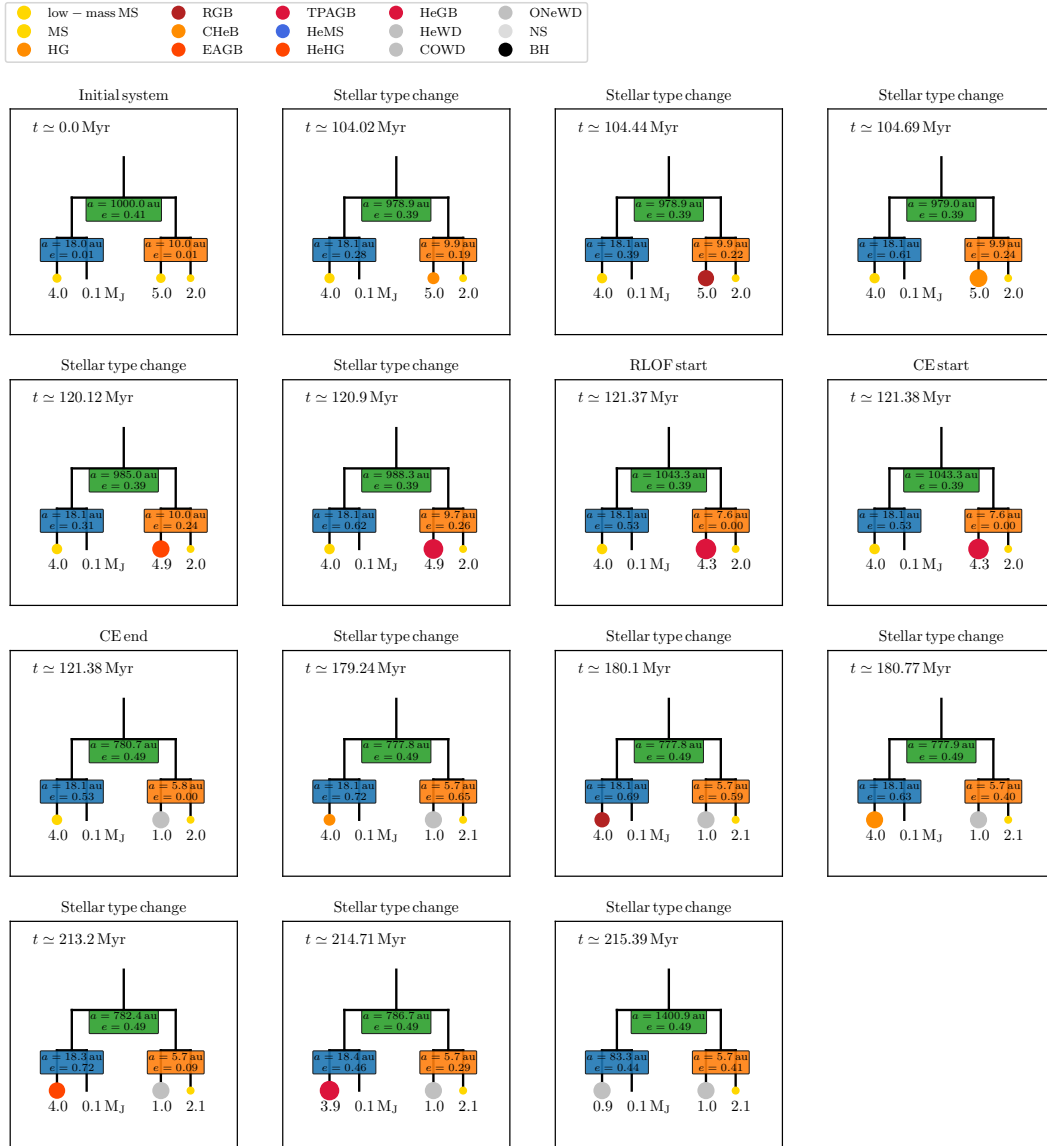 low − mass MS RGB TPAGB HeGB ONeWD
MS CHeB HeMS HeWD NS
HG EAGB HeHG COWD BH
Initial system
t ≃ 0.0 Myr
a = 1000.0 au
e = 0.41
a = 18.0 au a = 10.0 au
e = 0.01 e = 0.01
4.0 0.1 M_J 5.0 2.0
Stellar type change
t ≃ 104.02 Myr
a = 978.9 au
e = 0.39
a = 18.1 au a = 9.9 au
e = 0.28 e = 0.19
4.0 0.1 M_J 5.0 2.0
Stellar type change
t ≃ 104.44 Myr
a = 978.9 au
e = 0.39
a = 18.1 au a = 9.9 au
e = 0.39 e = 0.22
4.0 0.1 M_J 5.0 2.0
Stellar type change
t ≃ 104.69 Myr
a = 979.0 au
e = 0.39
a = 18.1 au a = 9.9 au
e = 0.61 e = 0.24
4.0 0.1 M_J 5.0 2.0
Stellar type change
t ≃ 120.12 Myr
a = 985.0 au
e = 0.39
a = 18.1 au a = 10.0 au
e = 0.31 e = 0.24
4.0 0.1 M_J 4.9 2.0
Stellar type change
t ≃ 120.9 Myr
a = 988.3 au
e = 0.39
a = 18.1 au a = 9.7 au
e = 0.62 e = 0.26
4.0 0.1 M_J 4.9 2.0
RLOF start
t ≃ 121.37 Myr
a = 1043.3 au
e = 0.39
a = 18.1 au a = 7.6 au
e = 0.53 e = 0.00
4.0 0.1 M_J 4.3 2.0
CE start
t ≃ 121.38 Myr
a = 1043.3 au
e = 0.39
a = 18.1 au a = 7.6 au
e = 0.53 e = 0.00
4.0 0.1 M_J 4.3 2.0
CE end
t ≃ 121.38 Myr
a = 780.7 au
e = 0.49
a = 18.1 au a = 5.8 au
e = 0.53 e = 0.00
4.0 0.1 M_J 1.0 2.0
Stellar type change
t ≃ 179.24 Myr
a = 777.8 au
e = 0.49
a = 18.1 au a = 5.7 au
e = 0.72 e = 0.65
4.0 0.1 M_J 1.0 2.1
Stellar type change
t ≃ 180.1 Myr
a = 777.8 au
e = 0.49
a = 18.1 au a = 5.7 au
e = 0.69 e = 0.59
4.0 0.1 M_J 1.0 2.1
Stellar type change
t ≃ 180.77 Myr
a = 777.9 au
e = 0.49
a = 18.1 au a = 5.7 au
e = 0.63 e = 0.40
4.0 0.1 M_J 1.0 2.1
Stellar type change
t ≃ 213.2 Myr
a = 782.4 au
e = 0.49
a = 18.3 au a = 5.7 au
e = 0.72 e = 0.09
4.0 0.1 M_J 1.0 2.1
Stellar type change
t ≃ 214.71 Myr
a = 786.7 au
e = 0.49
a = 18.4 au a = 5.7 au
e = 0.46 e = 0.29
3.9 0.1 M_J 1.0 2.1
Stellar type change
t ≃ 215.39 Myr
a = 1400.9 au
e = 0.49
a = 83.3 au a = 5.7 au
e = 0.44 e = 0.41
0.9 0.1 M_J 1.0 2.1